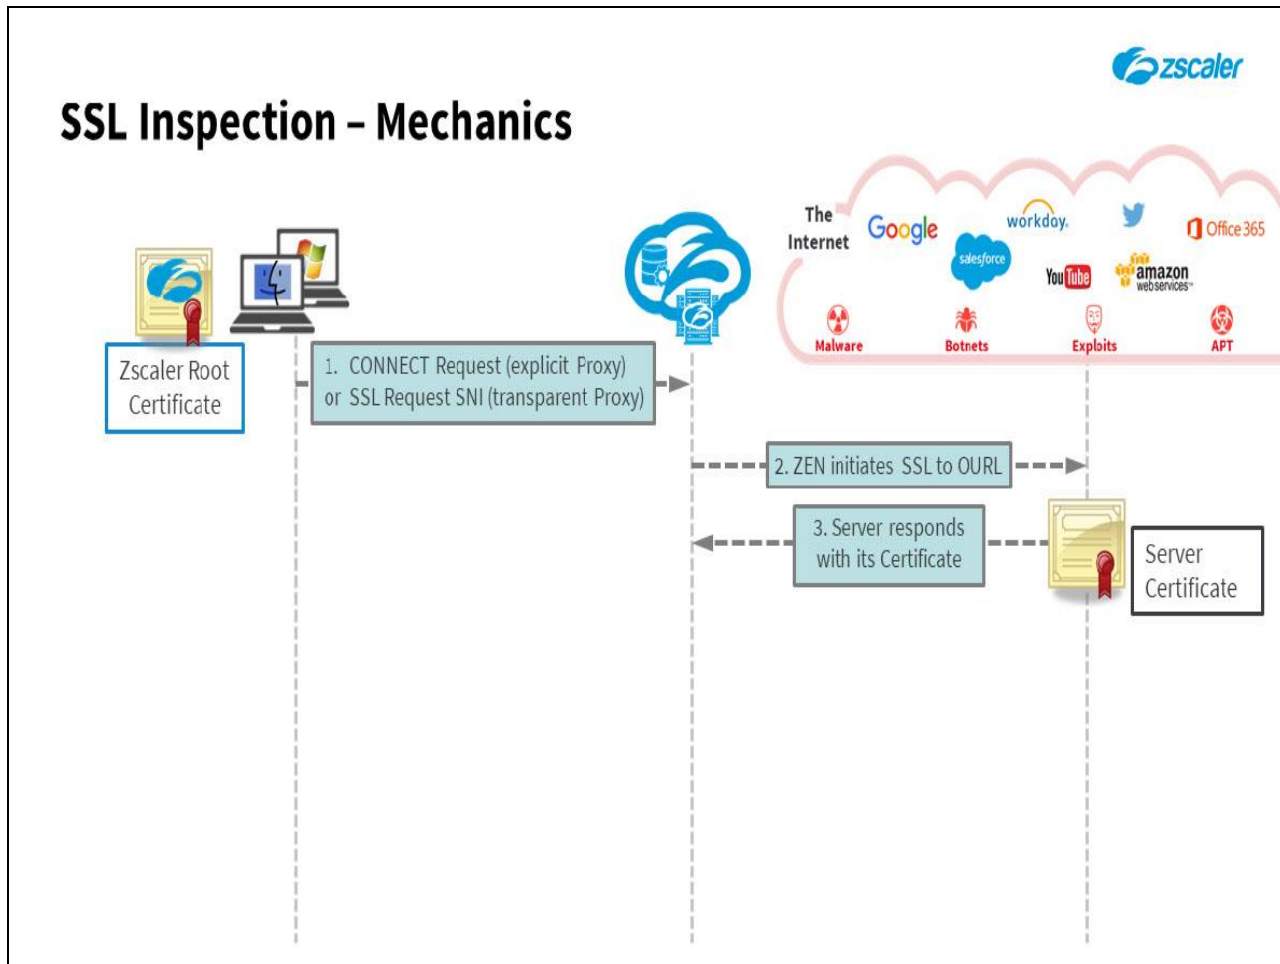 zscaler
SSL Inspection – Mechanics
The
Internet
Google
workday.
Office 365
salesforce
YouTube
amazon
webservices™
Malware
Botnets
Exploits
APT
Zscaler Root
Certificate
1. CONNECT Request (explicit Proxy)
or SSL Request SNI (transparent Proxy)
2. ZEN initiates SSL to OURL
3. Server responds
with its Certificate
Server
Certificate